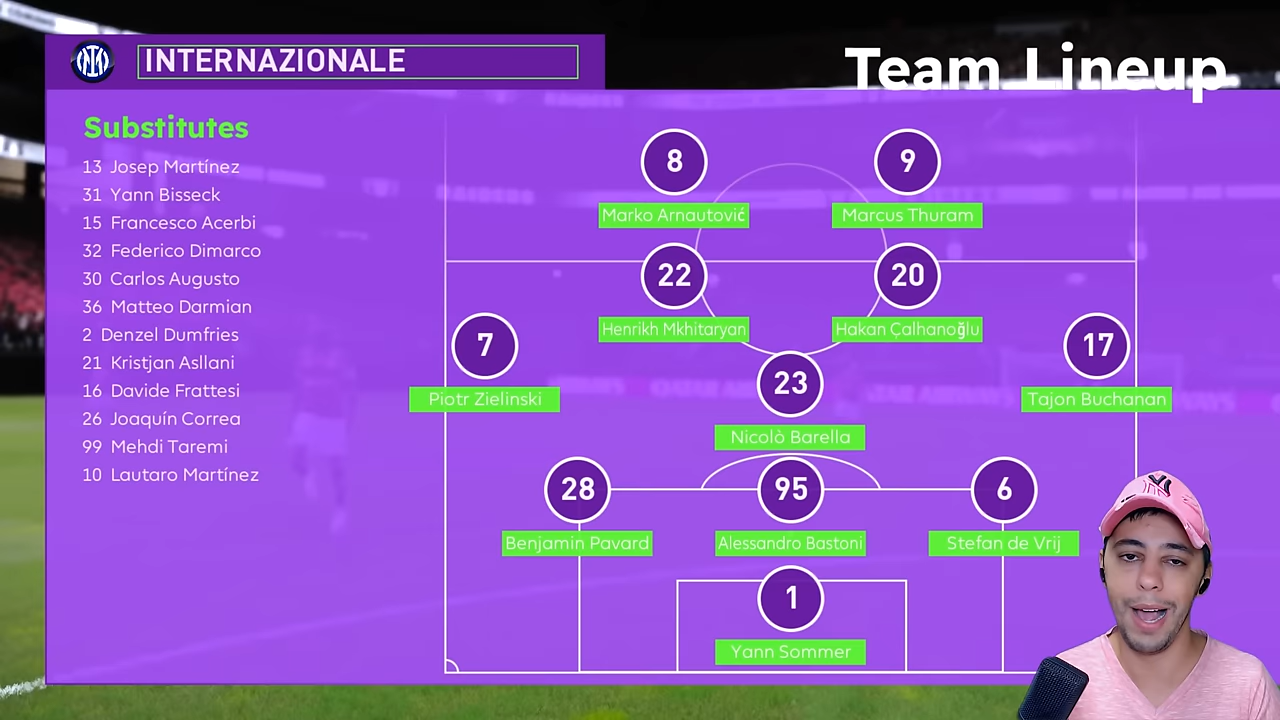 INTERNAZIONALE
Team Lineup
Substitutes
13 Josep Martínez
31 Yann Bisseck
15 Francesco Acerbi
32 Federico Dimarco
30 Carlos Augusto
36 Matteo Darmian
2 Denzel Dumfries
21 Kristjan Asllani
16 Davide Frattesi
26 Joaquín Correa
99 Mehdi Taremi
10 Lautaro Martínez
8
9
Marko Arnautović
Marcus Thuram
22
20
Henrikh Mkhitaryan
Hakan Çalhanoğlu
7
17
Piotr Zielinski
Tajon Buchanan
23
Nicolò Barella
28
95
6
Benjamin Pavard
Alessandro Bastoni
Stefan de Vrij
1
Yann Sommer